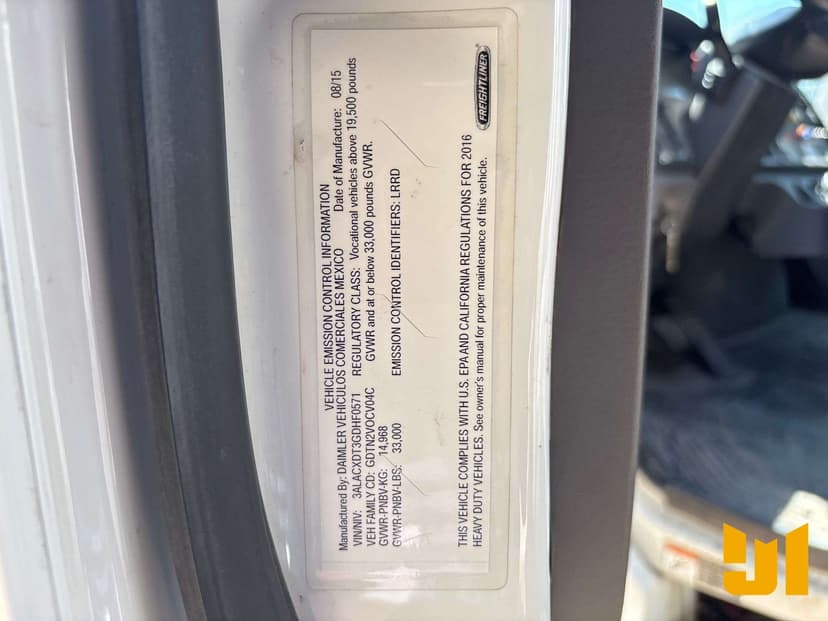 VEHICLE EMISSION CONTROL INFORMATION
Manufactured By: DAIMLER VEHICULOS COMERCIALES MEXICO Date of Manufacture: 08/15
VIN/NIV: 3ALACXDT3GDHF0571 REGULATORY CLASS: Vocational vehicles above 19,500 pounds
VEH FAMILY CD: GDTN2VOCV04C GVWR and at or below 33,000 pounds GVWR.
GVWR-PNBV-KG: 14,968
GVWR-PNBV-LBS: 33,000 EMISSION CONTROL IDENTIFIERS: LRRD
THIS VEHICLE COMPLIES WITH U.S. EPA AND CALIFORNIA REGULATIONS FOR 2016
HEAVY DUTY VEHICLES. See owner's manual for proper maintenance of this vehicle.
FREIGHTLINER